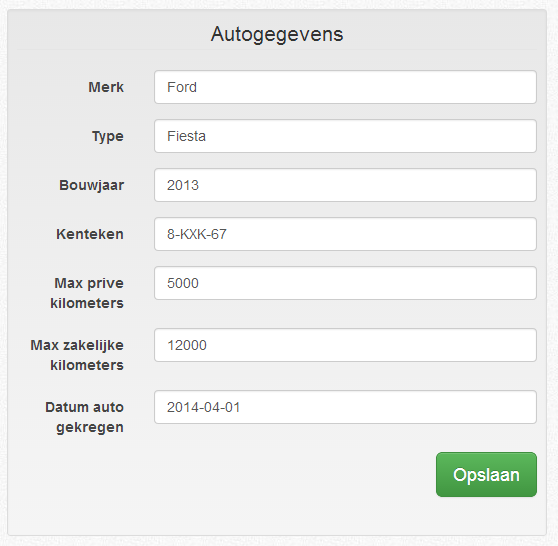 Autogegevens
Merk Ford
Type Fiesta
Bouwjaar 2013
Kenteken 8-KXK-67
Max prive 5000
kilometers
Max zakelijke 12000
kilometers
Datum auto 2014-04-01
gekregen
Opslaan